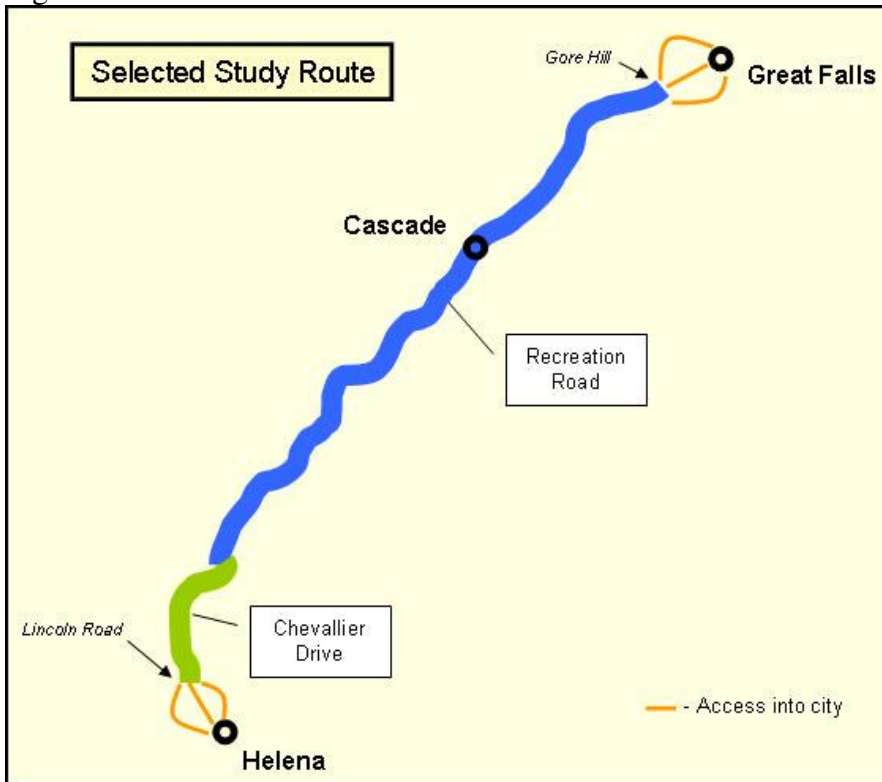 Selected Study Route
Gore Hill
Great Falls
Cascade
Recreation
Road
Lincoln Road
Chevallier
Drive
- Access into city
Helena